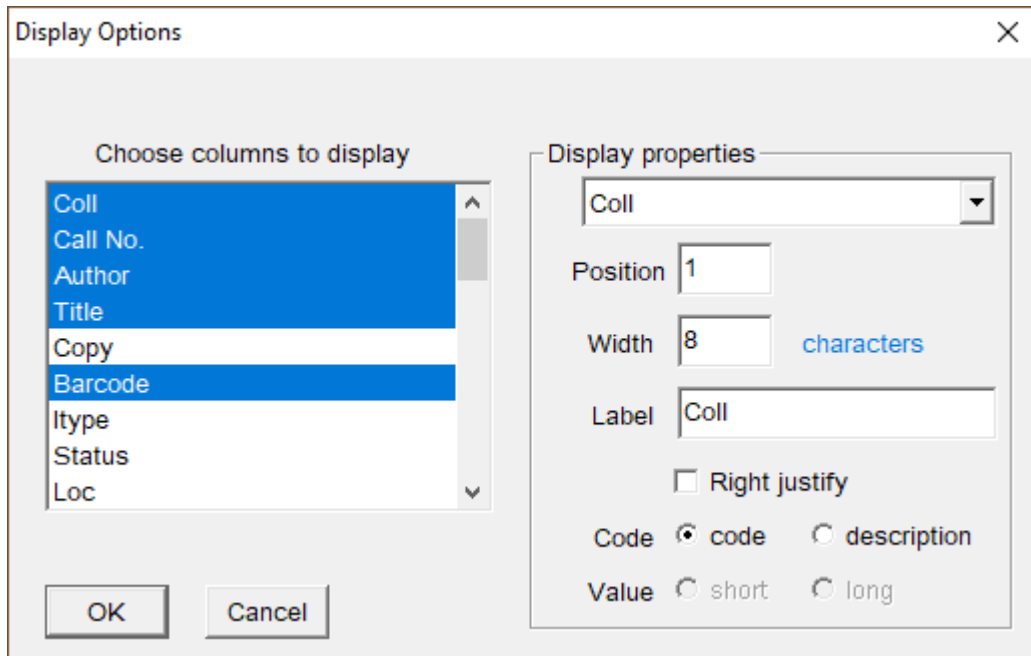 Display Options
Choose columns to display
Coll
Call No.
Author
Title
Copy
Barcode
Itype
Status
Loc
OK
Cancel
Display properties
Coll
Position 1
Width 8 characters
Label Coll
Right justify
Code code description
Value short long